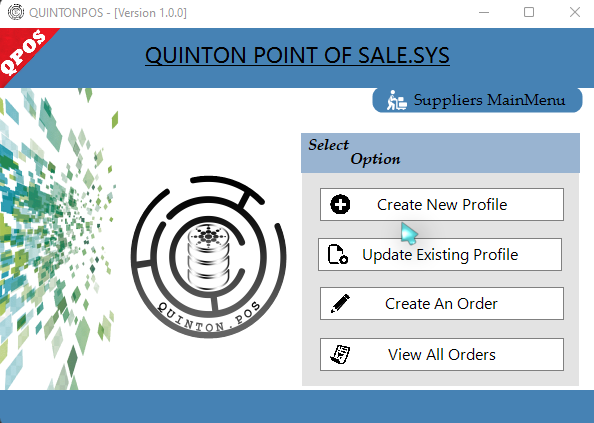 QUINTONPOS - [Version 1.0.0]
QPOS
QUINTON POINT OF SALE.SYS
Suppliers MainMenu
Select
Option
Create New Profile
Update Existing Profile
Create An Order
View All Orders
QUINTON.POS